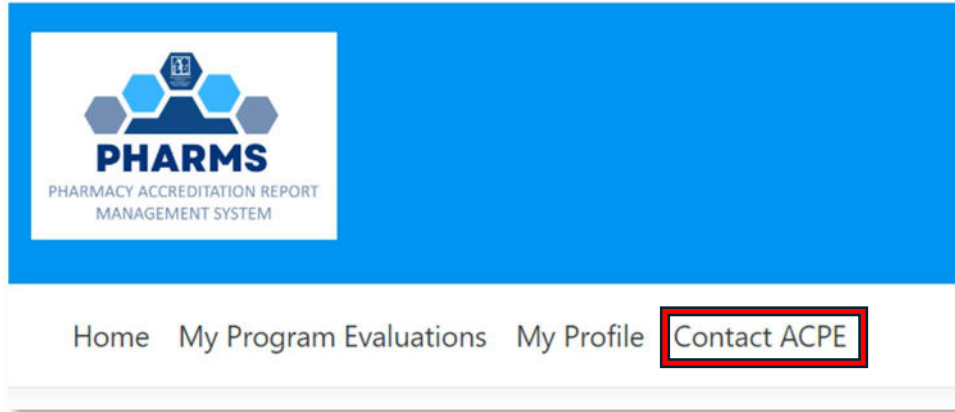 PHARMS
PHARMACY ACCREDITATION REPORT
MANAGEMENT SYSTEM
Home My Program Evaluations My Profile Contact ACPE